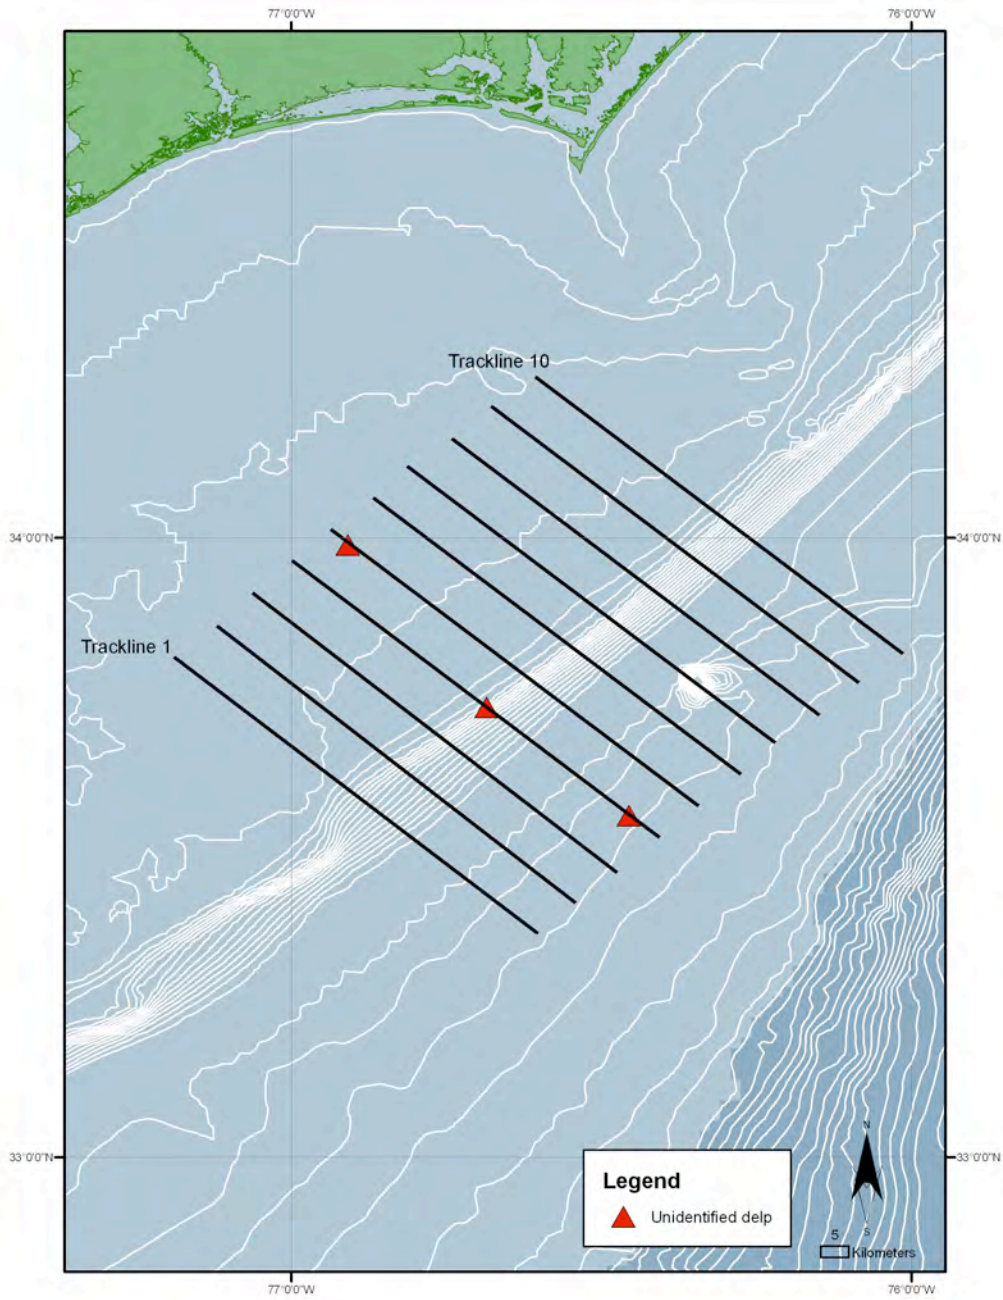 77°0'0"W 76°0'0"W
Trackline 10
34°0'0"N 34°0'0"N
Trackline 1
33°0'0"N 33°0'0"N
N
Legend
Unidentified delp
S
5
Kilometers
77°0'0"W 76°0'0"W